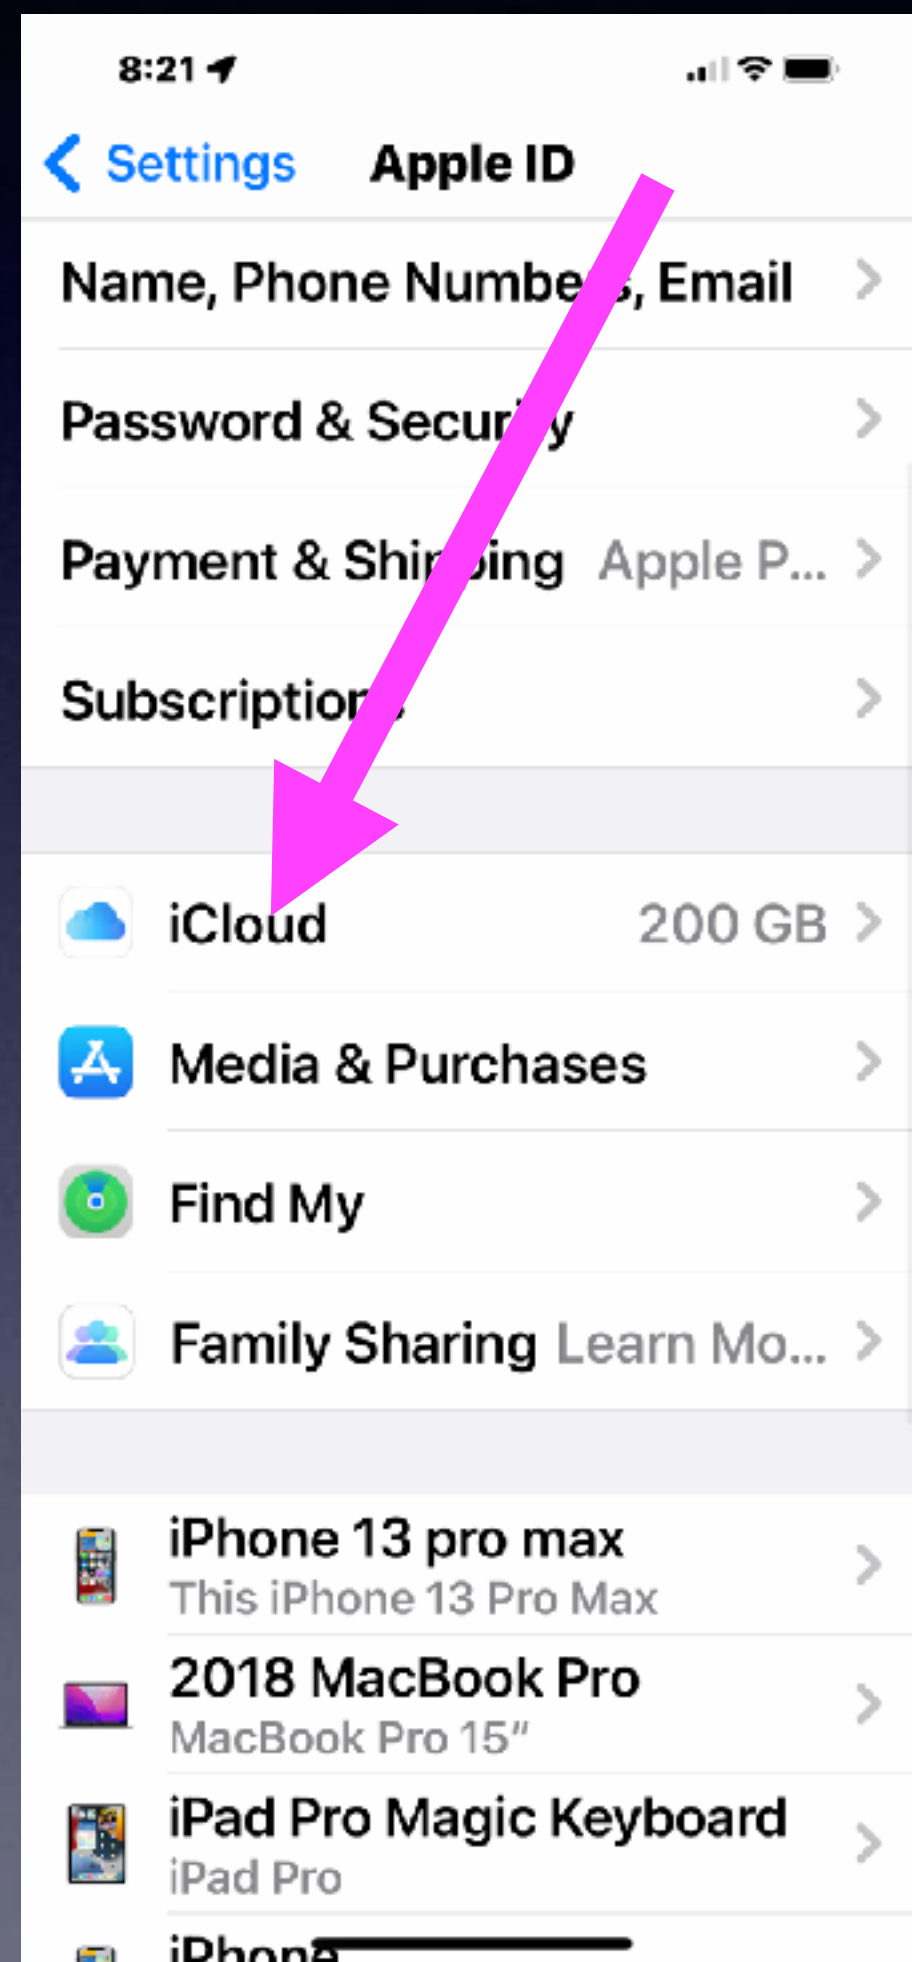 8:21
Settings Apple ID
Name, Phone Numbers, Email
Password & Security
Payment & Shipping Apple P...
Subscriptions
iCloud 200 GB
Media & Purchases
Find My
Family Sharing Learn Mo...
iPhone 13 pro max
This iPhone 13 Pro Max
2018 MacBook Pro
MacBook Pro 15"
iPad Pro Magic Keyboard
iPad Pro
iPhone